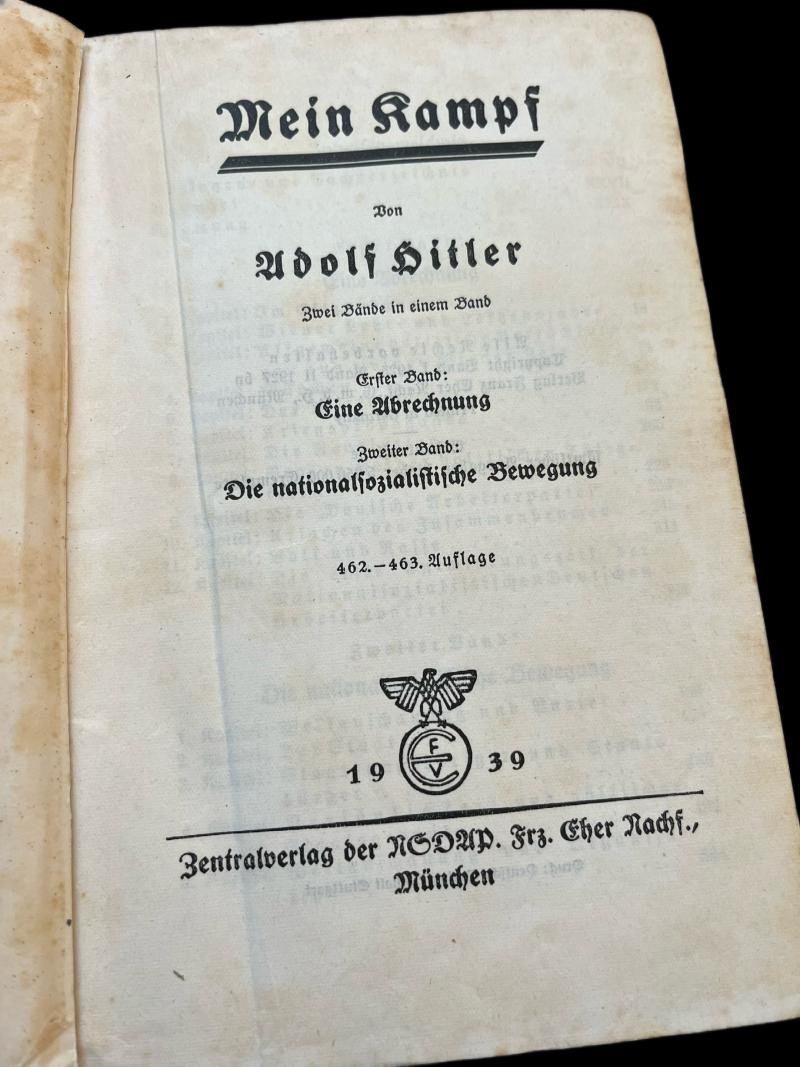 Mein Kampf
Von
Adolf Hitler
Zwei Bände in einem Band
Erster Band:
Eine Abrechnung
Zweiter Band:
Die nationalsozialistische Bewegung
462.–463. Auflage
F
E
V
19 39
Zentralverlag der NSDAP. Frz. Eher Nachf.,
München